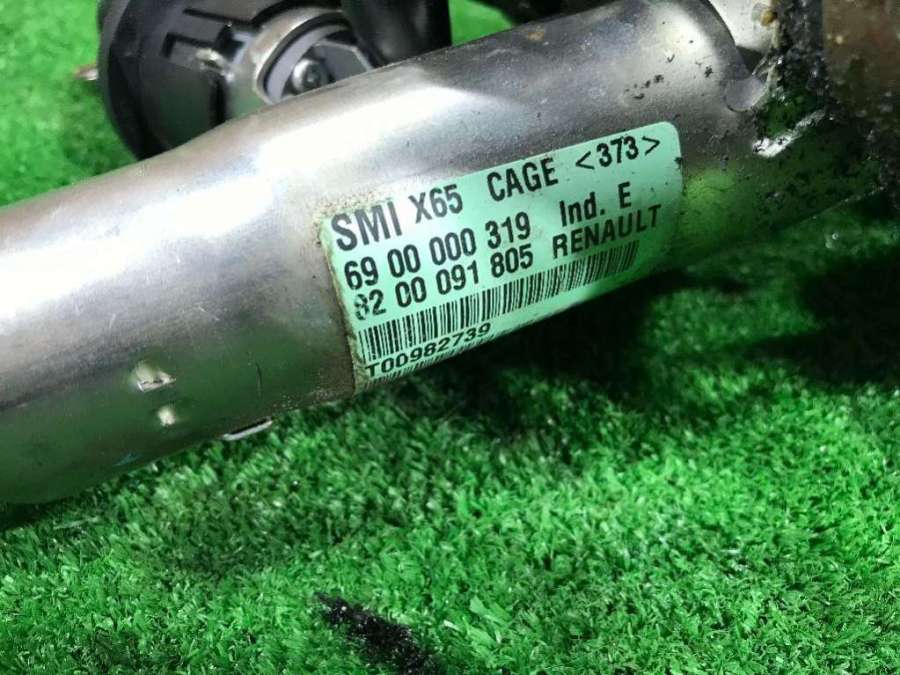 SMI X65 CAGE <373>
69 00 000 319 Ind. E
82 00 091 805 RENAULT
T00982739